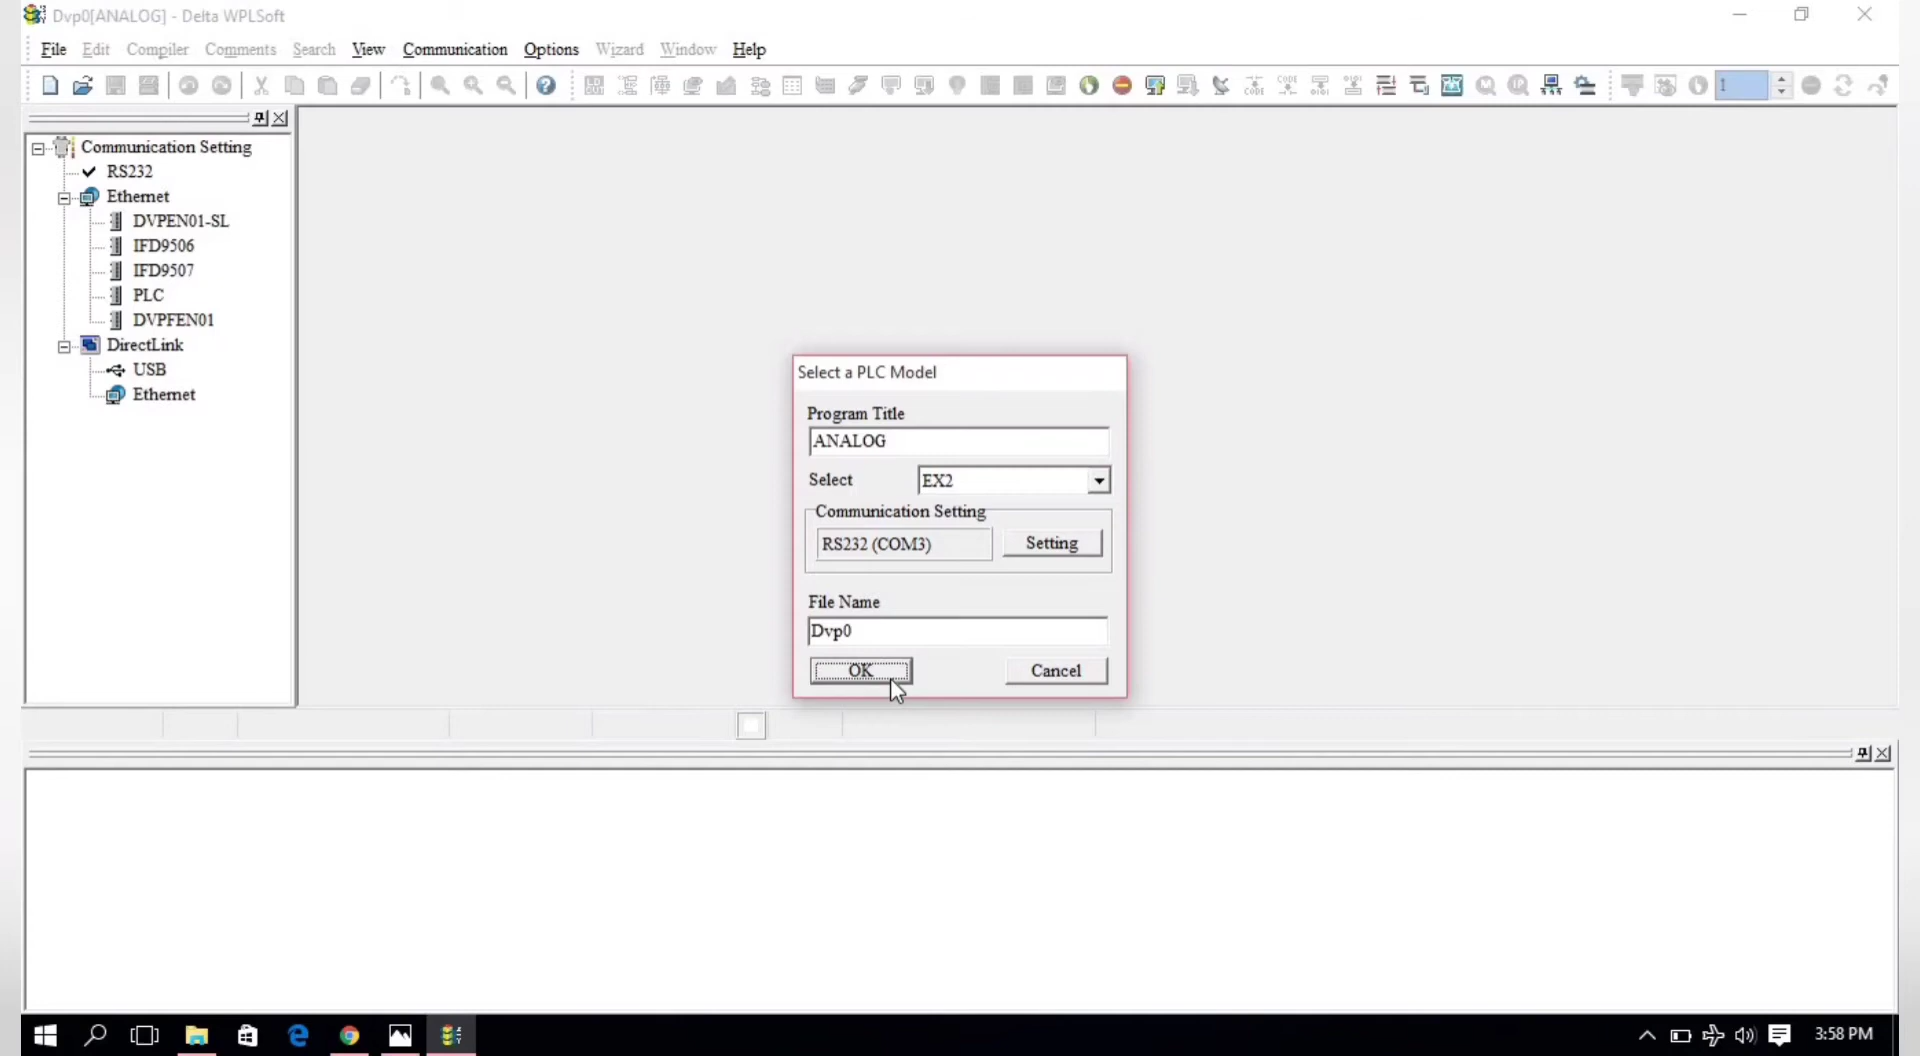 Dvp0[ANALOG] - Delta WPLSoft
File Edit Compiler Comments Search View Communication Options Wizard Window Help
1
Communication Setting
RS232
Ethernet
DVPEN01-SL
IFD9506
IFD9507
PLC
DVPFEN01
DirectLink
USB
Ethernet
Select a PLC Model
Program Title
ANALOG
Select EX2
Communication Setting
RS232 (COM3) Setting
File Name
Dvp0
OK Cancel
3:58 PM